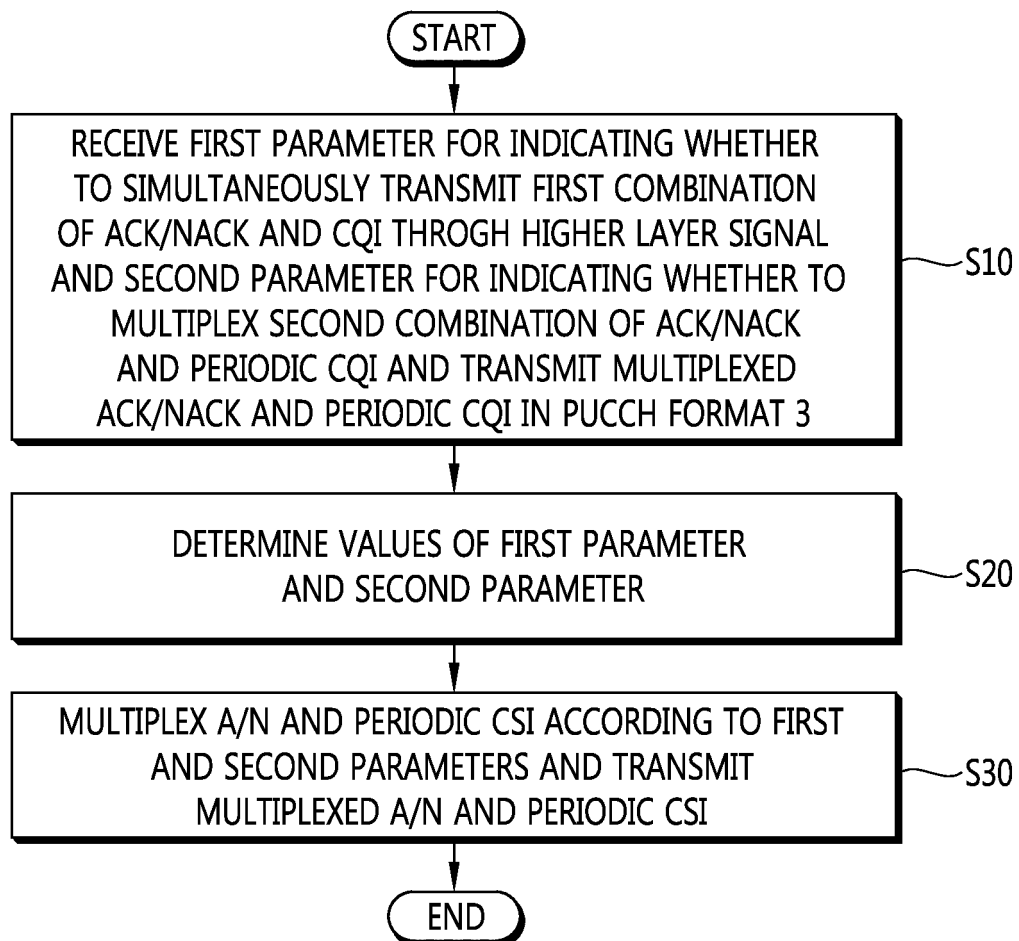 START
RECEIVE FIRST PARAMETER FOR INDICATING WHETHER
TO SIMULTANEOUSLY TRANSMIT FIRST COMBINATION
OF ACK/NACK AND CQI THROGH HIGHER LAYER SIGNAL
AND SECOND PARAMETER FOR INDICATING WHETHER TO
MULTIPLEX SECOND COMBINATION OF ACK/NACK
AND PERIODIC CQI AND TRANSMIT MULTIPLEXED
ACK/NACK AND PERIODIC CQI IN PUCCH FORMAT 3
S10
DETERMINE VALUES OF FIRST PARAMETER
AND SECOND PARAMETER
S20
MULTIPLEX A/N AND PERIODIC CSI ACCORDING TO FIRST
AND SECOND PARAMETERS AND TRANSMIT
MULTIPLEXED A/N AND PERIODIC CSI
S30
END